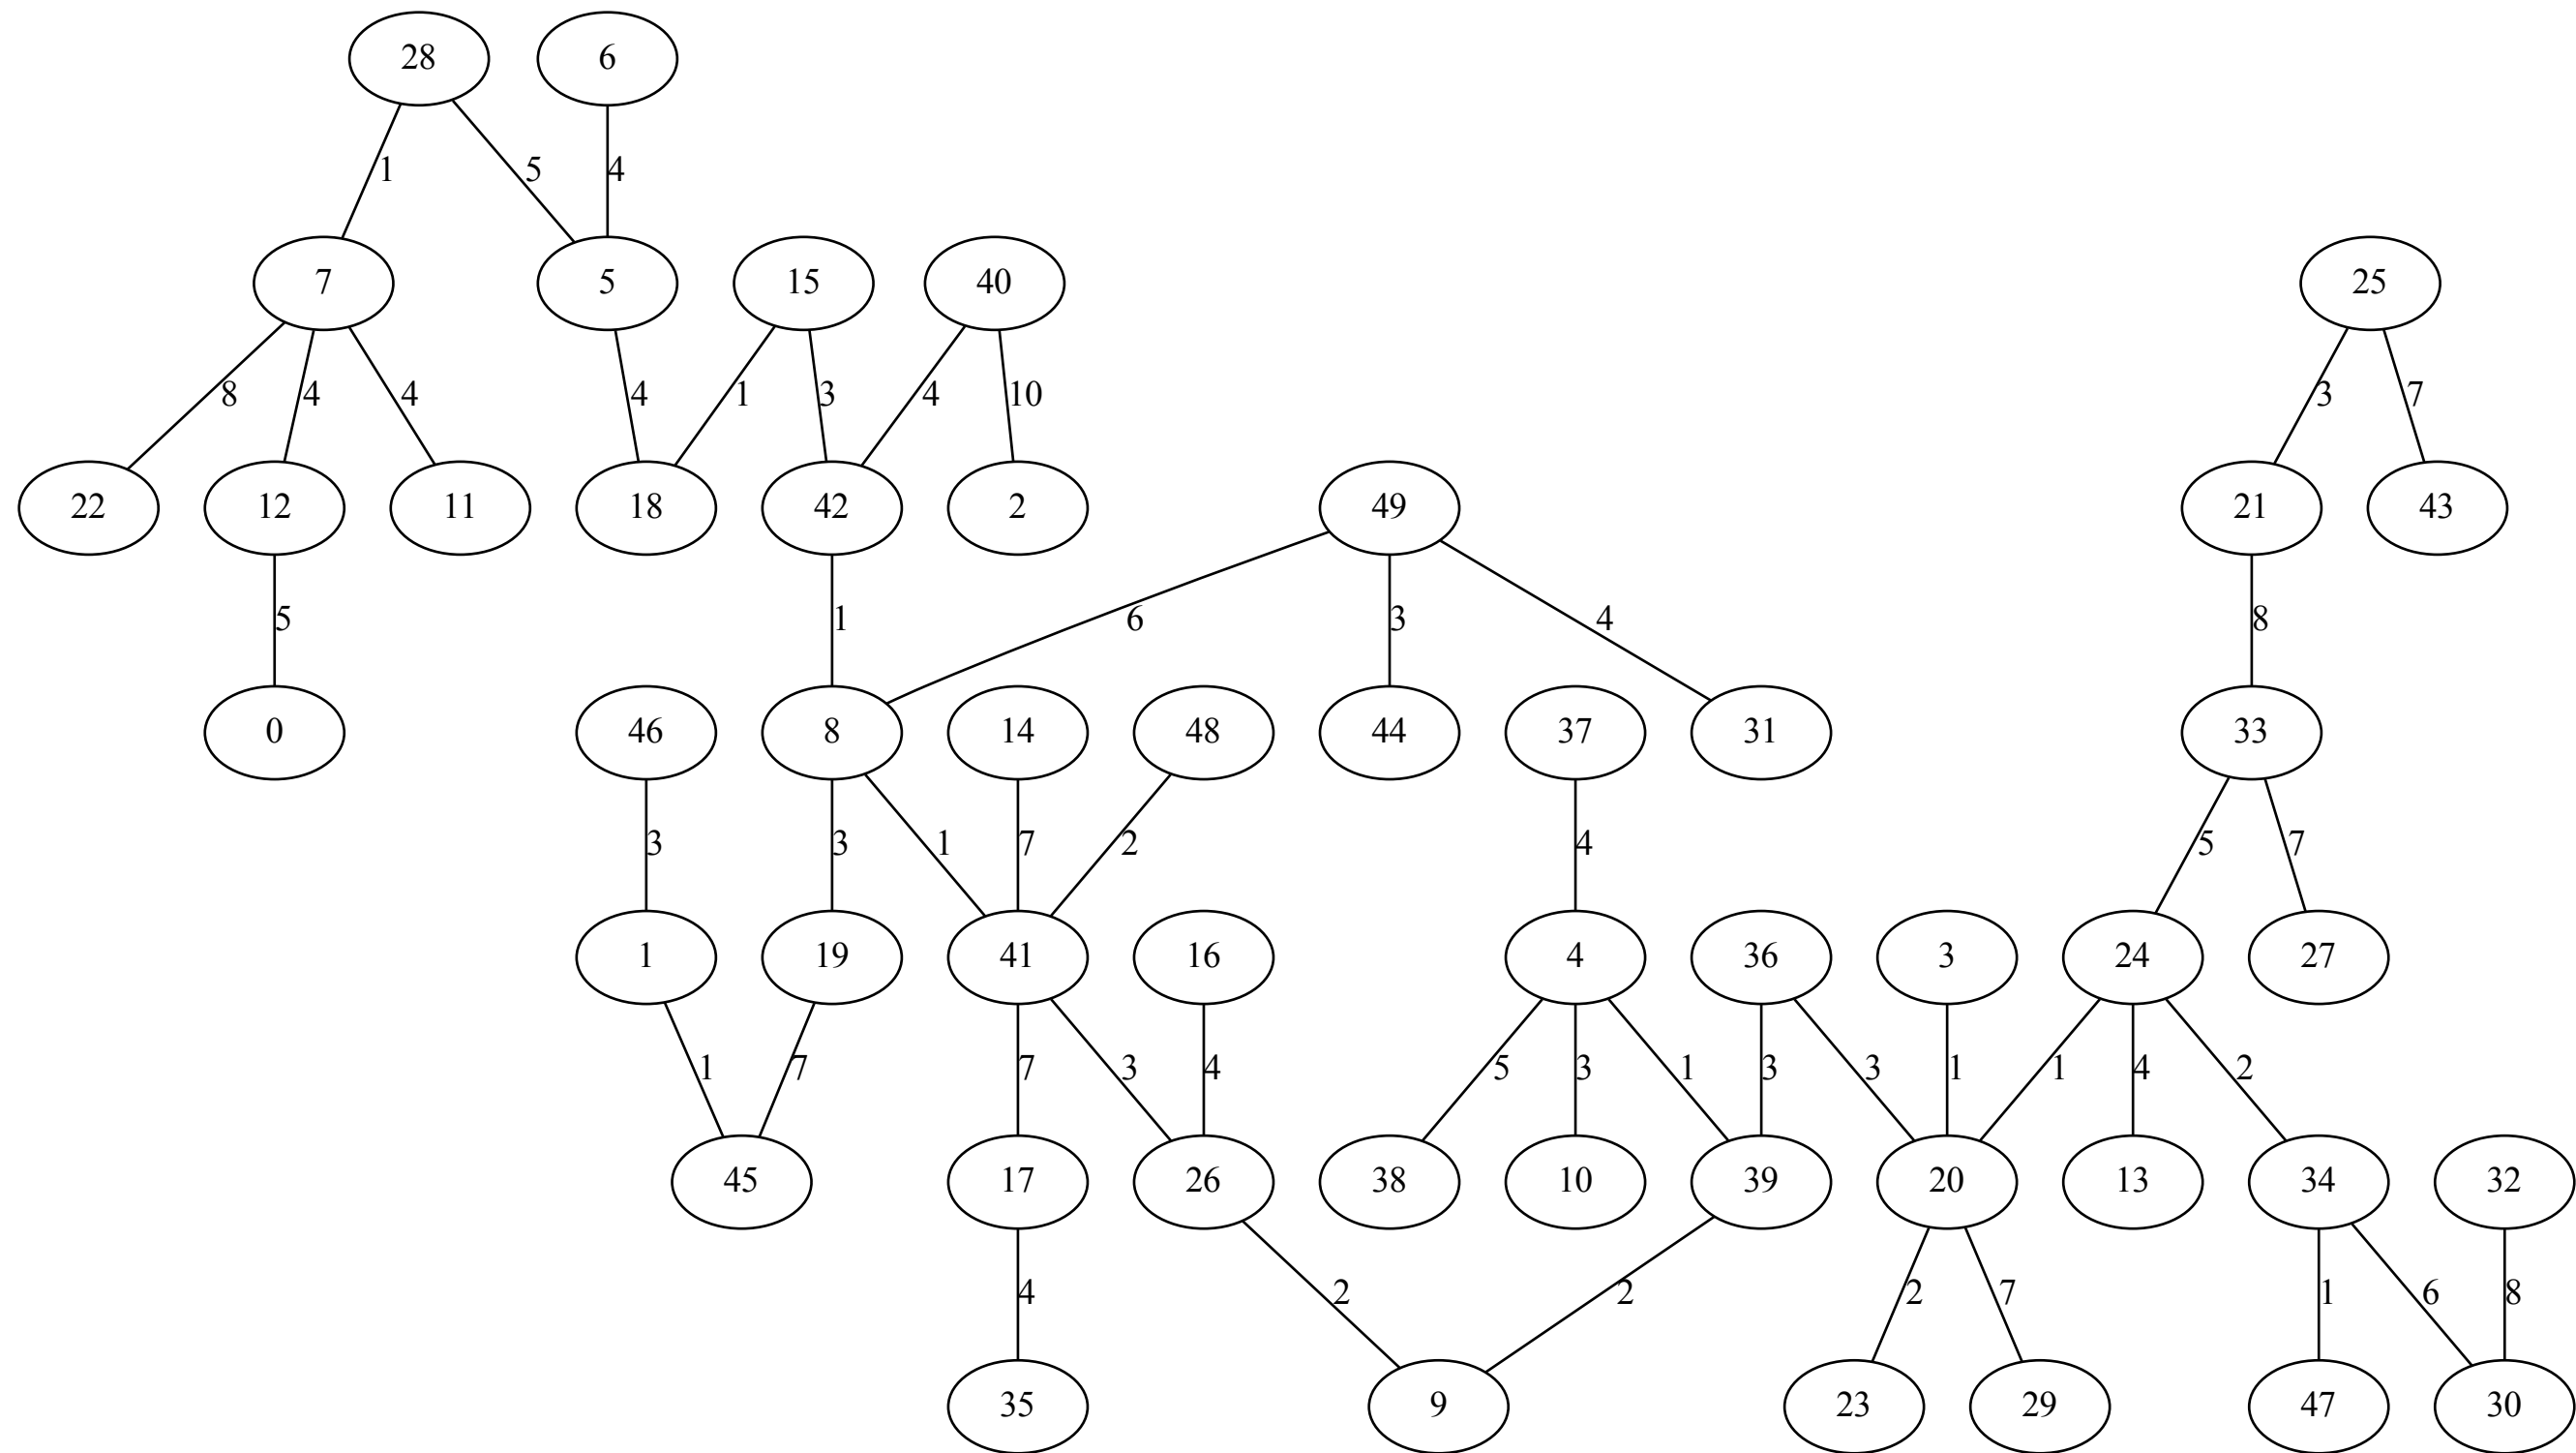 28 6
1 5 4
7 5 15 40 25
8 4 4 4 1 3 4 10 3 7
22 12 11 18 42 2 49 21 43
5 1 6 3 4 8
0 46 8 14 48 44 37 31 33
3 3 1 7 2 4 5 7
1 19 41 16 4 36 3 24 27
1 7 7 3 4 5 3 1 3 3 1 1 4 2
45 17 26 38 10 39 20 13 34 32
4 2 2 2 7 1 6 8
35 9 23 29 47 30